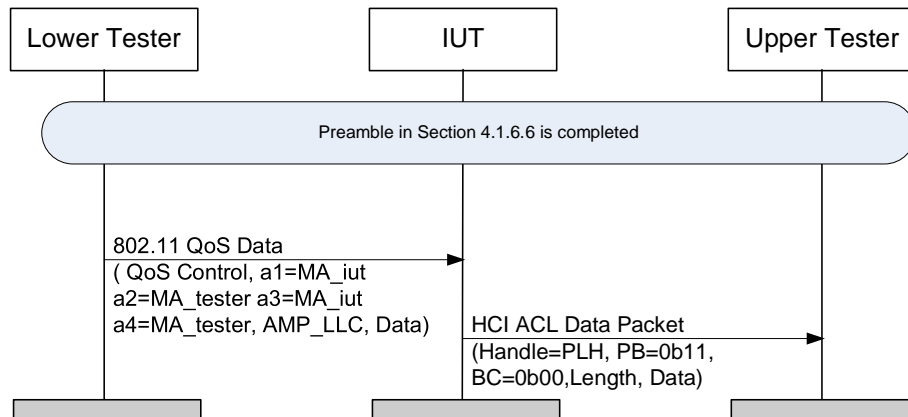 Lower Tester
IUT
Upper Tester
Preamble in Section 4.1.6.6 is completed
802.11 QoS Data
( QoS Control, a1=MA_iut
a2=MA_tester a3=MA_iut
a4=MA_tester, AMP_LLC, Data)
HCI ACL Data Packet
(Handle=PLH, PB=0b11,
BC=0b00,Length, Data)